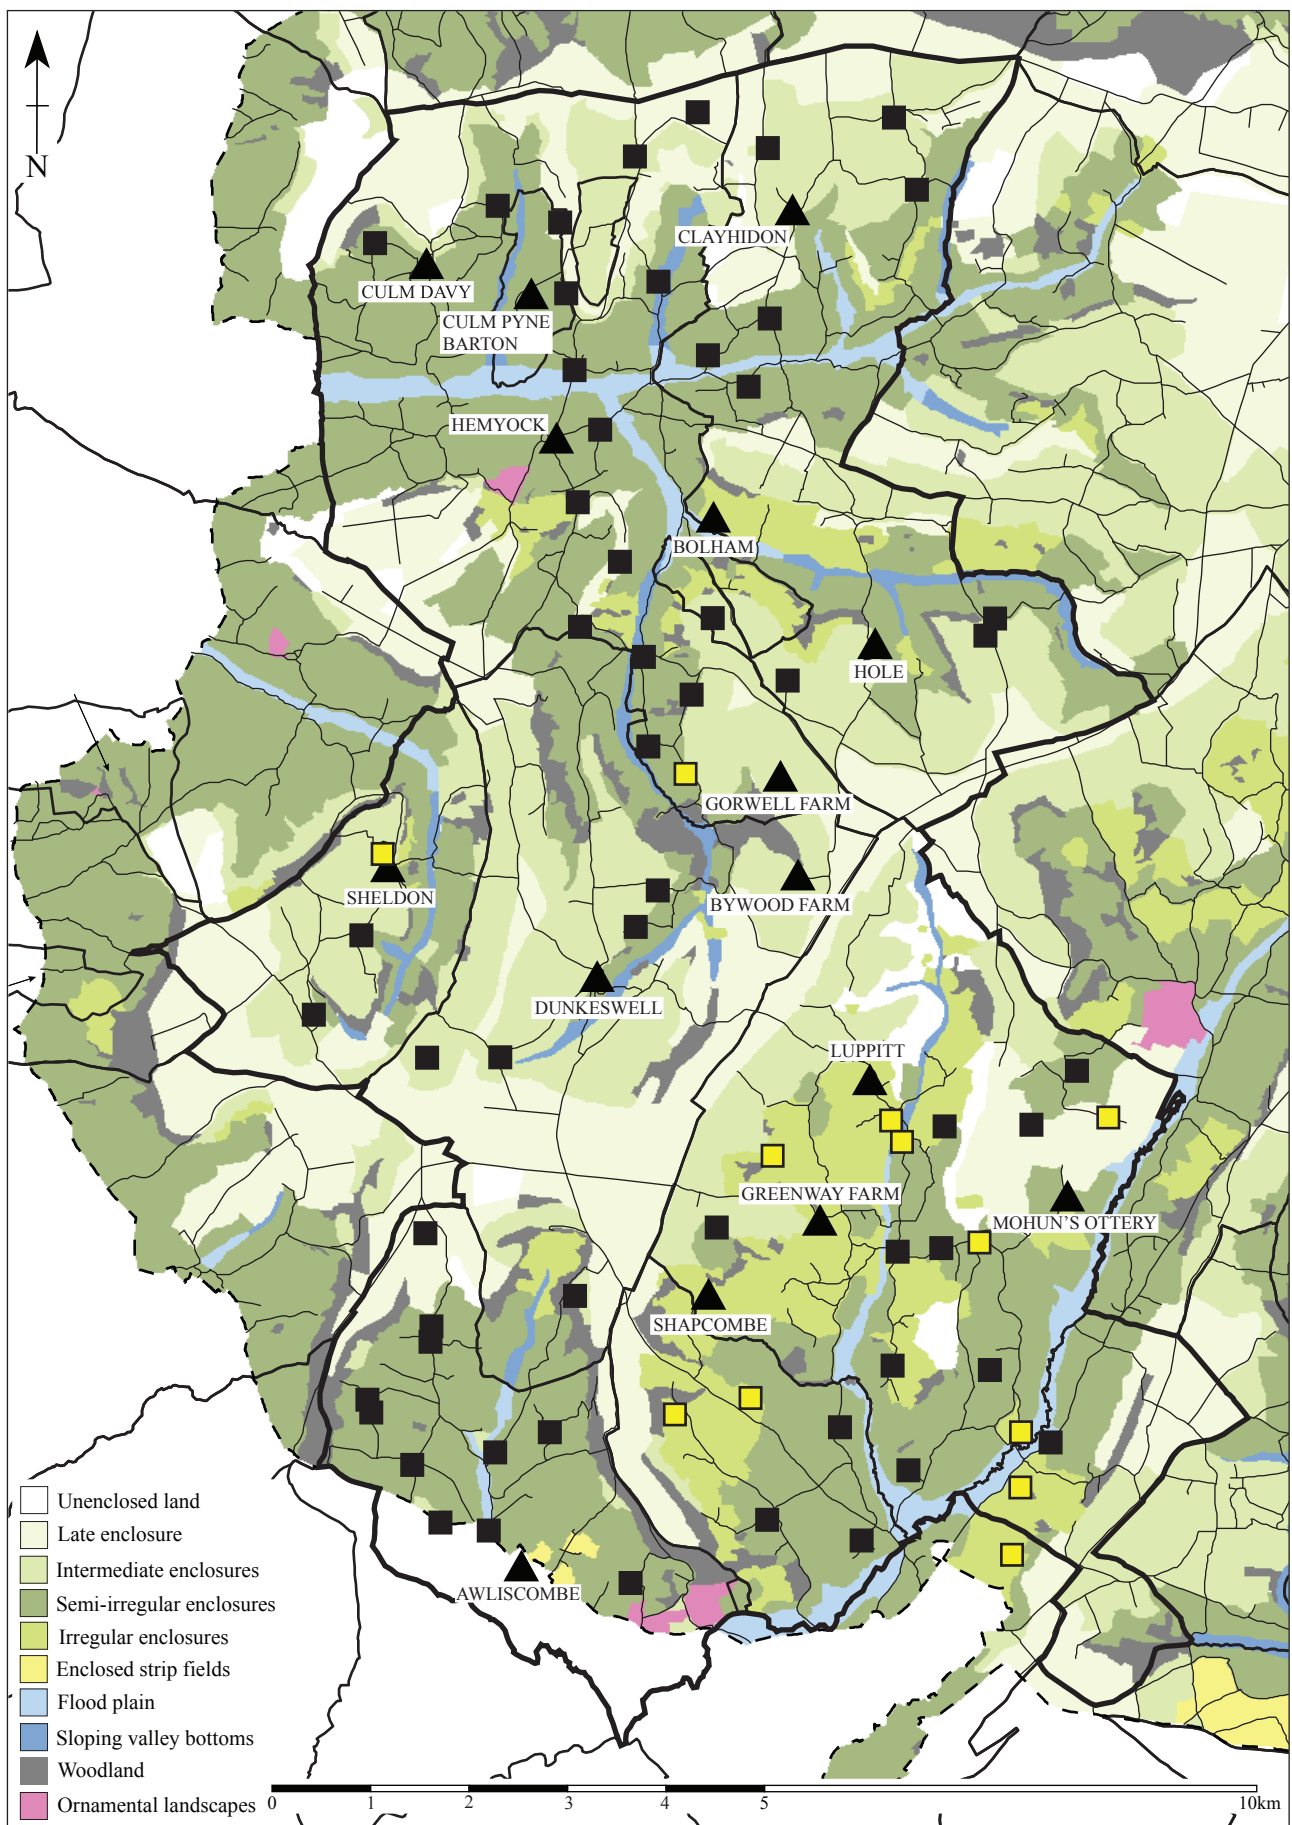 N
CLAYHIDON
CULM DAVY
CULM PYNE
BARTON
HEMYOCK
BOLHAM
HOLE
GORWELL FARM
SHELDON
BYWOOD FARM
DUNKESWELL
LUPPITT
GREENWAY FARM
MOHUN'S OTTERY
SHAPCOMBE
AWLISCOMBE
Unenclosed land
Late enclosure
Intermediate enclosures
Semi-irregular enclosures
Irregular enclosures
Enclosed strip fields
Flood plain
Sloping valley bottoms
Woodland
Ornamental landscapes
0 1 2 3 4 5 10km